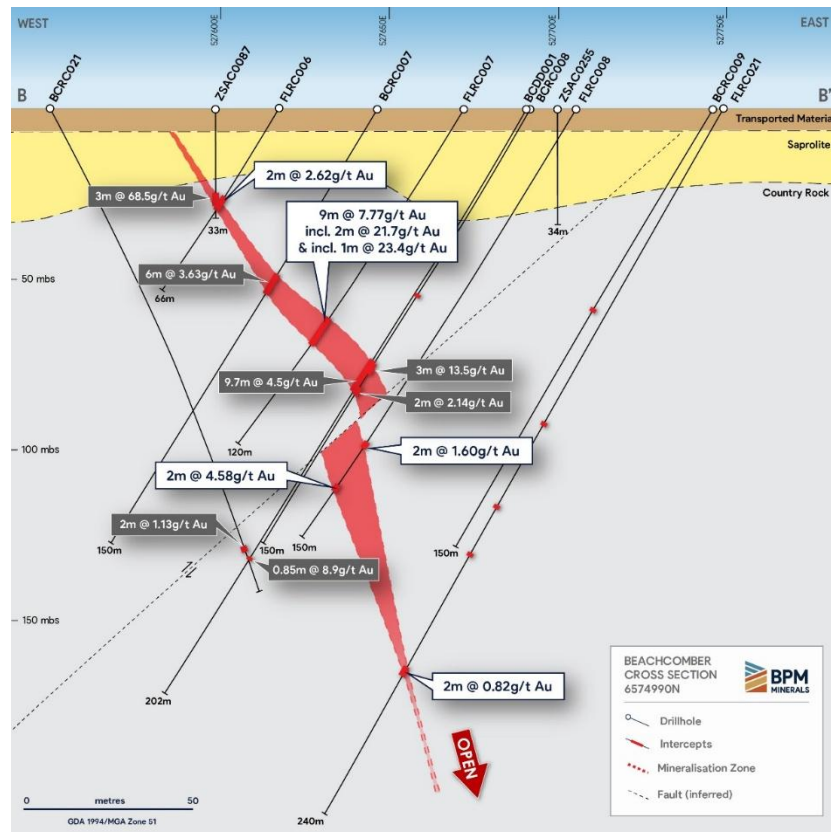 WEST
EAST
527600E
527650E
527700E
527750E
B
B'
BCRC021
ZSAC0087
FLRC006
BCRC007
FLRC007
BCDD001
BCRC008
ZSAC0255
FLRC008
BCRC009
FLRC021
Transported Materia
Saprolite
Country Rock
3m @ 68.5g/t Au
2m @ 2.62g/t Au
33m
34m
9m @ 7.77g/t Au
incl. 2m @ 21.7g/t Au
& incl. 1m @ 23.4g/t Au
50 mbs
6m @ 3.63g/t Au
66m
3m @ 13.5g/t Au
9.7m @ 4.5g/t Au
2m @ 2.14g/t Au
120m
100 mbs
2m @ 1.60g/t Au
2m @ 4.58g/t Au
2m @ 1.13g/t Au
150m
150m
150m
150m
0.85m @ 8.9g/t Au
150 mbs
202m
2m @ 0.82g/t Au
OPEN
240m
BEACHCOMBER
CROSS SECTION
6574990N
BPM
MINERALS
Drillhole
Intercepts
Mineralisation Zone
Fault (inferred)
0 metres 50
GDA 1994/MGA Zone 51